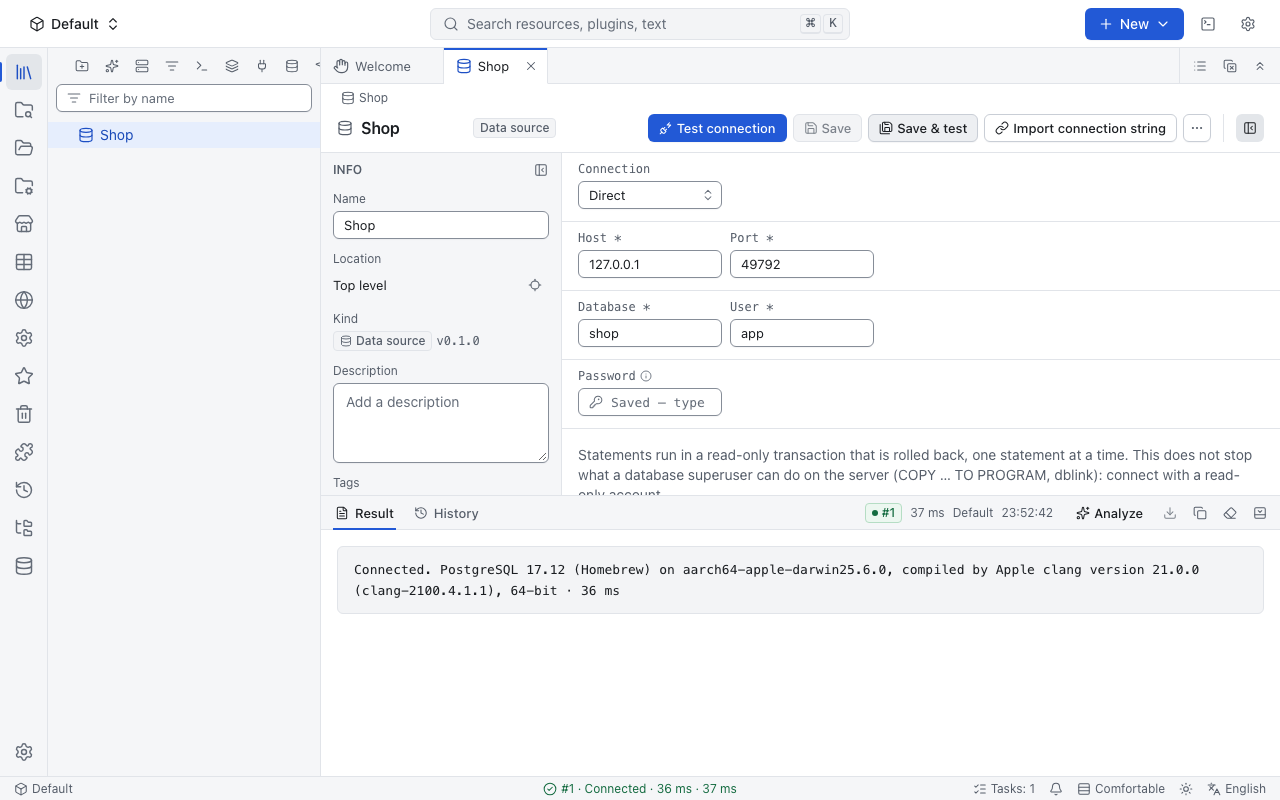 Default
Search resources, plugins, text
⌘ K
New
Welcome
Shop
Filter by name
Shop
Shop
Shop
Data source
Test connection
Save
Save & test
Import connection string
INFO
Name
Shop
Location
Top level
Kind
Data source v0.1.0
Description
Add a description
Tags
Connection
Direct
Host * Port *
127.0.0.1 49792
Database * User *
shop app
Password
Saved — type
Statements run in a read-only transaction that is rolled back, one statement at a time. This does not stop
what a database superuser can do on the server (COPY ... TO PROGRAM, dblink): connect with a read-
only account
Result History #1 37 ms Default 23:52:42 Analyze
Connected. PostgreSQL 17.12 (Homebrew) on aarch64-apple-darwin25.6.0, compiled by Apple clang version 21.0.0
(clang-2100.4.1.1), 64-bit · 36 ms
Default
#1 · Connected · 36 ms · 37 ms
Tasks: 1 Comfortable English